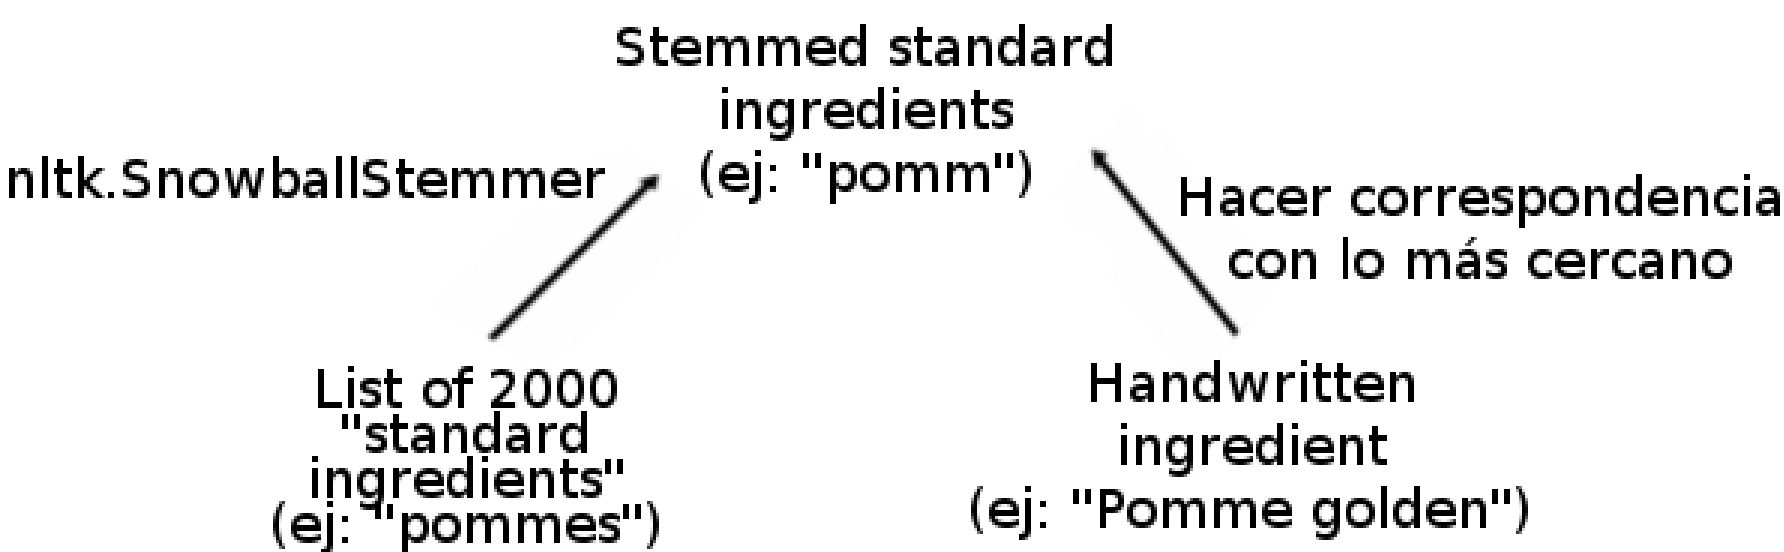 Stemmed standard
ingredients
(ej: "pomm")
nltk.SnowballStemmer
Hacer correspondencia
con lo más cercano
List of 2000
"standard
ingredients"
(ej: "pommes")
Handwritten
ingredient
(ej: "Pomme golden")